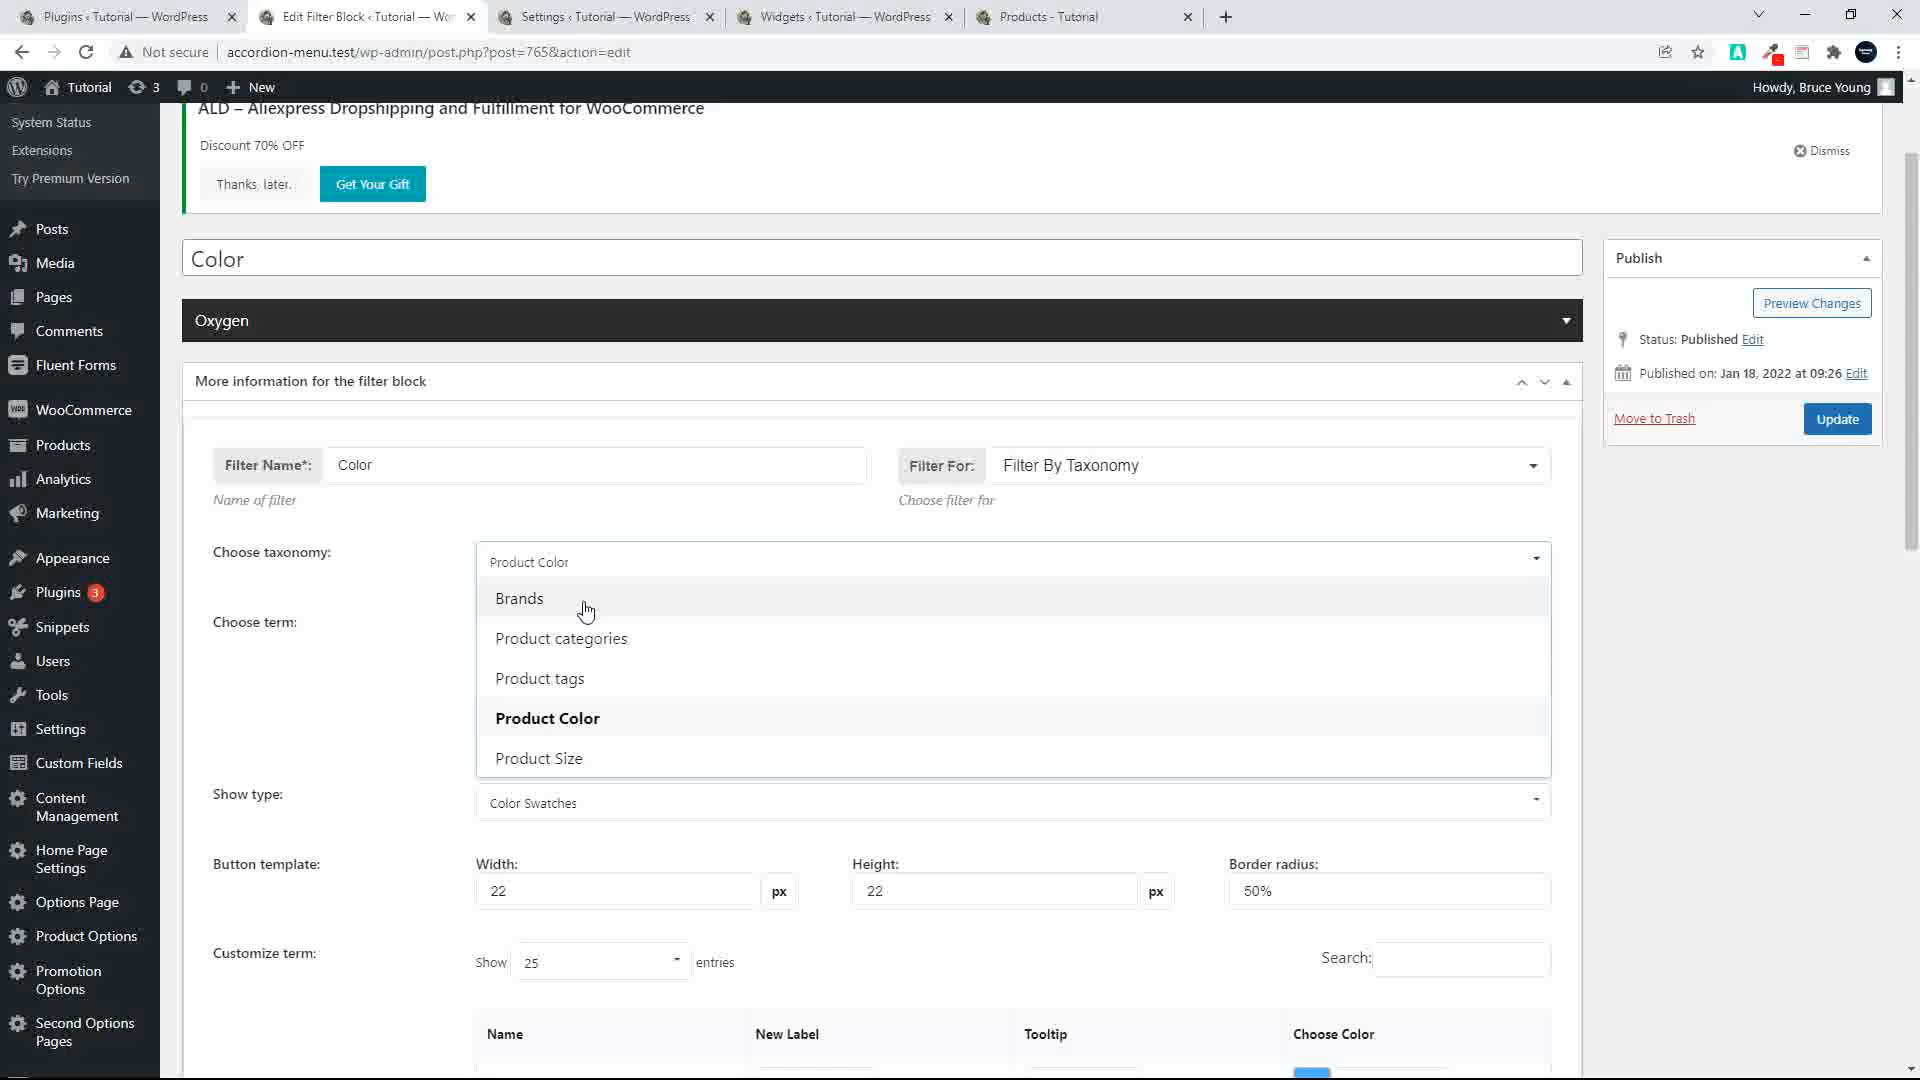 Plugins ‹ Tutorial — WordPress
Edit Filter Block ‹ Tutorial — Wor
Settings ‹ Tutorial — WordPress
Widgets ‹ Tutorial — WordPress
Products - Tutorial
Not secure
accordion-menu.test/wp-admin/post.php?post=765&action=edit
Tutorial
3
0
New
Howdy, Bruce Young
System Status
Extensions
Try Premium Version
Posts
Media
Pages
Comments
Fluent Forms
WooCommerce
Products
Analytics
Marketing
Appearance
Plugins 3
Snippets
Users
Tools
Settings
Custom Fields
Content
Management
Home Page
Settings
Options Page
Product Options
Promotion
Options
Second Options
Pages
ALD – Aliexpress Dropshipping and Fulfillment for WooCommerce
Discount 70% OFF
Dismiss
Thanks, later.
Get Your Gift
Color
Oxygen
More information for the filter block
Filter Name*:
Color
Name of filter
Filter For:
Filter By Taxonomy
Choose filter for
Choose taxonomy:
Product Color
Brands
Product categories
Product tags
Product Color
Product Size
Choose term:
Show type:
Color Swatches
Button template:
Width:
22
px
Height:
22
px
Border radius:
50%
Customize term:
Show 25 entries
Search:
Name
New Label
Tooltip
Choose Color
Publish
Preview Changes
Status: Published Edit
Published on: Jan 18, 2022 at 09:26 Edit
Move to Trash
Update